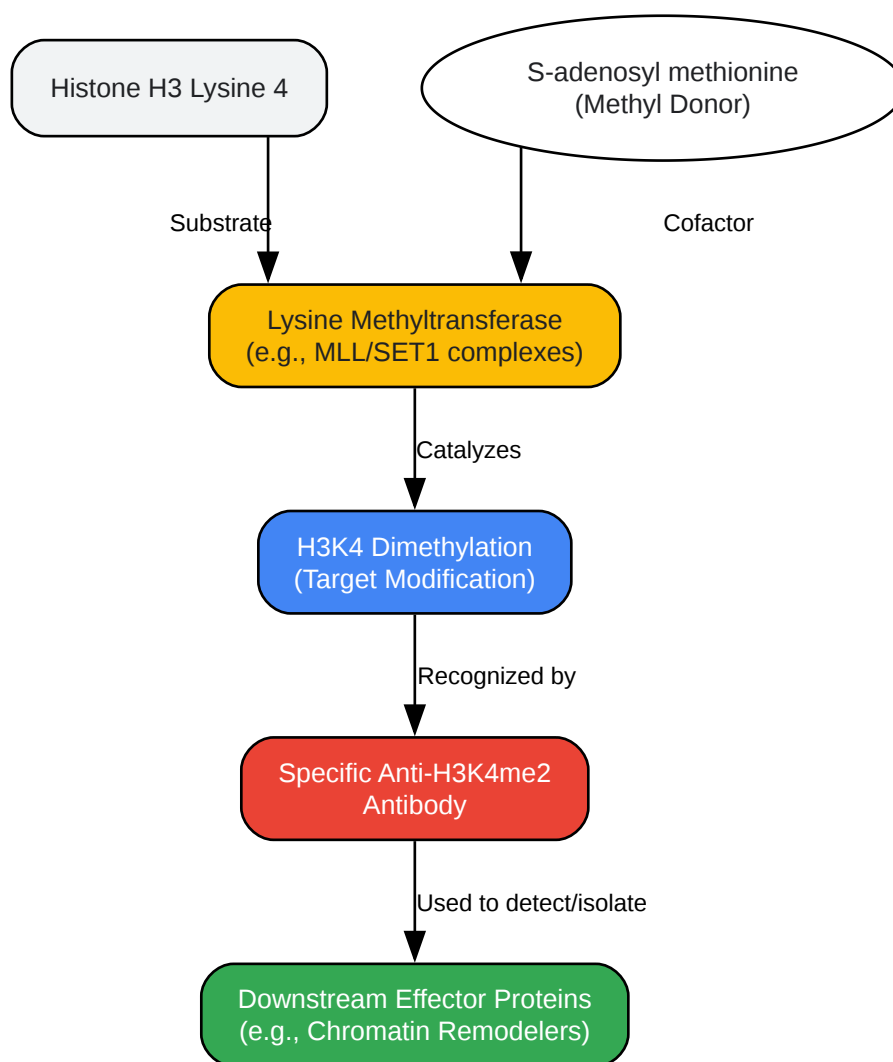 Histone H3 Lysine 4
S-adenosyl methionine
(Methyl Donor)
Substrate
Cofactor
Lysine Methyltransferase
(e.g., MLL/SET1 complexes)
Catalyzes
H3K4 Dimethylation
(Target Modification)
Recognized by
Specific Anti-H3K4me2
Antibody
Used to detect/isolate
Downstream Effector Proteins
(e.g., Chromatin Remodelers)